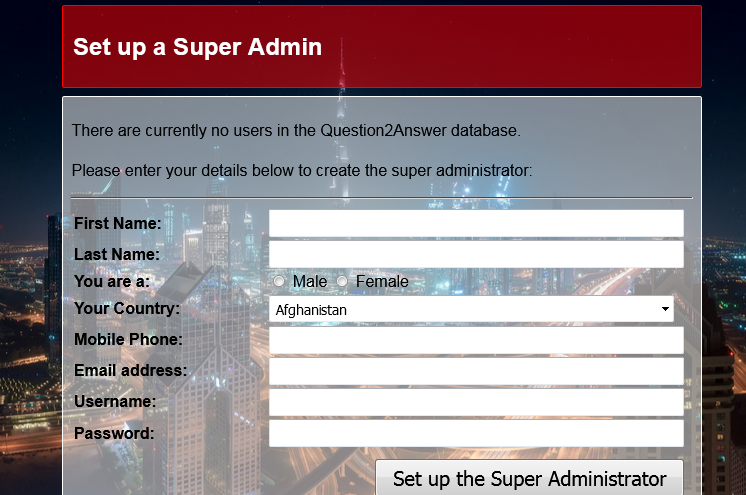 Set up a Super Admin
There are currently no users in the Question2Answer database.
Please enter your details below to create the super administrator:
First Name:
Last Name:
You are a: Male Female
Your Country: Afghanistan
Mobile Phone:
Email address:
Username:
Password:
Set up the Super Administrator